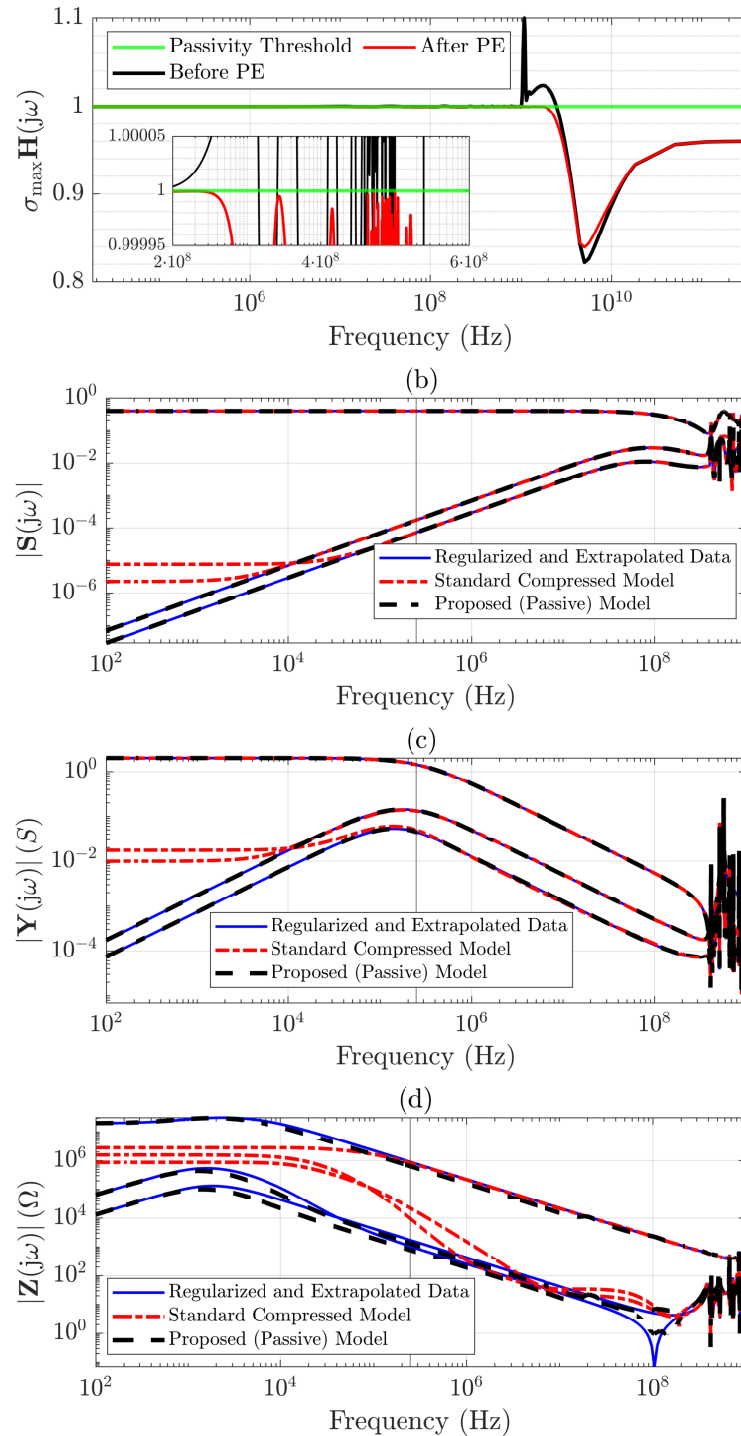 1.1
1
0.9
0.8
σmax H(jω)
Passivity Threshold
After PE
Before PE
1.00005
1
0.99995
2·10^8
4·10^8
6·10^8
10^6
10^8
10^10
Frequency (Hz)
(b)
10^0
10^-2
10^-4
10^-6
|S(jω)|
Regularized and Extrapolated Data
Standard Compressed Model
Proposed (Passive) Model
10^2
10^4
10^6
10^8
Frequency (Hz)
(c)
10^0
10^-2
10^-4
|Y(jω)| (S)
Regularized and Extrapolated Data
Standard Compressed Model
Proposed (Passive) Model
10^2
10^4
10^6
10^8
Frequency (Hz)
(d)
10^6
10^4
10^2
10^0
|Z(jω)| (Ω)
Regularized and Extrapolated Data
Standard Compressed Model
Proposed (Passive) Model
10^2
10^4
10^6
10^8
Frequency (Hz)